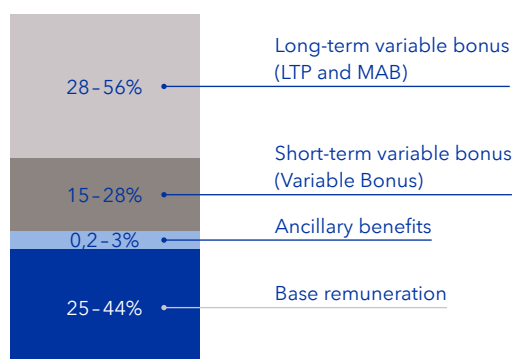 Long-term variable bonus
(LTP and MAB)
28–56%
Short-term variable bonus
(Variable Bonus)
15–28%
Ancillary benefits
0,2–3%
Base remuneration
25–44%